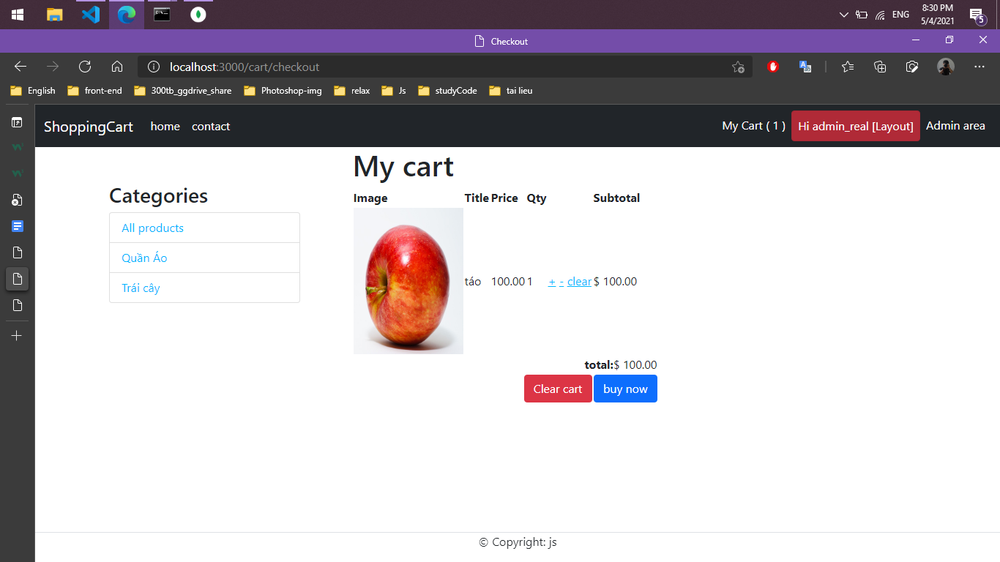 ENG
8:30 PM
5/4/2021
5
Checkout
localhost:3000/cart/checkout
English front-end 300tb_ggdrive_share Photoshop-img relax Js studyCode tai lieu
ShoppingCart home contact My Cart ( 1 ) Hi admin_real [Layout] Admin area
My cart
Categories
All products
Quần Áo
Trái cây
Image Title Price Qty Subtotal
táo 100.00 1 + - clear $ 100.00
total:$ 100.00
Clear cart buy now
© Copyright: js